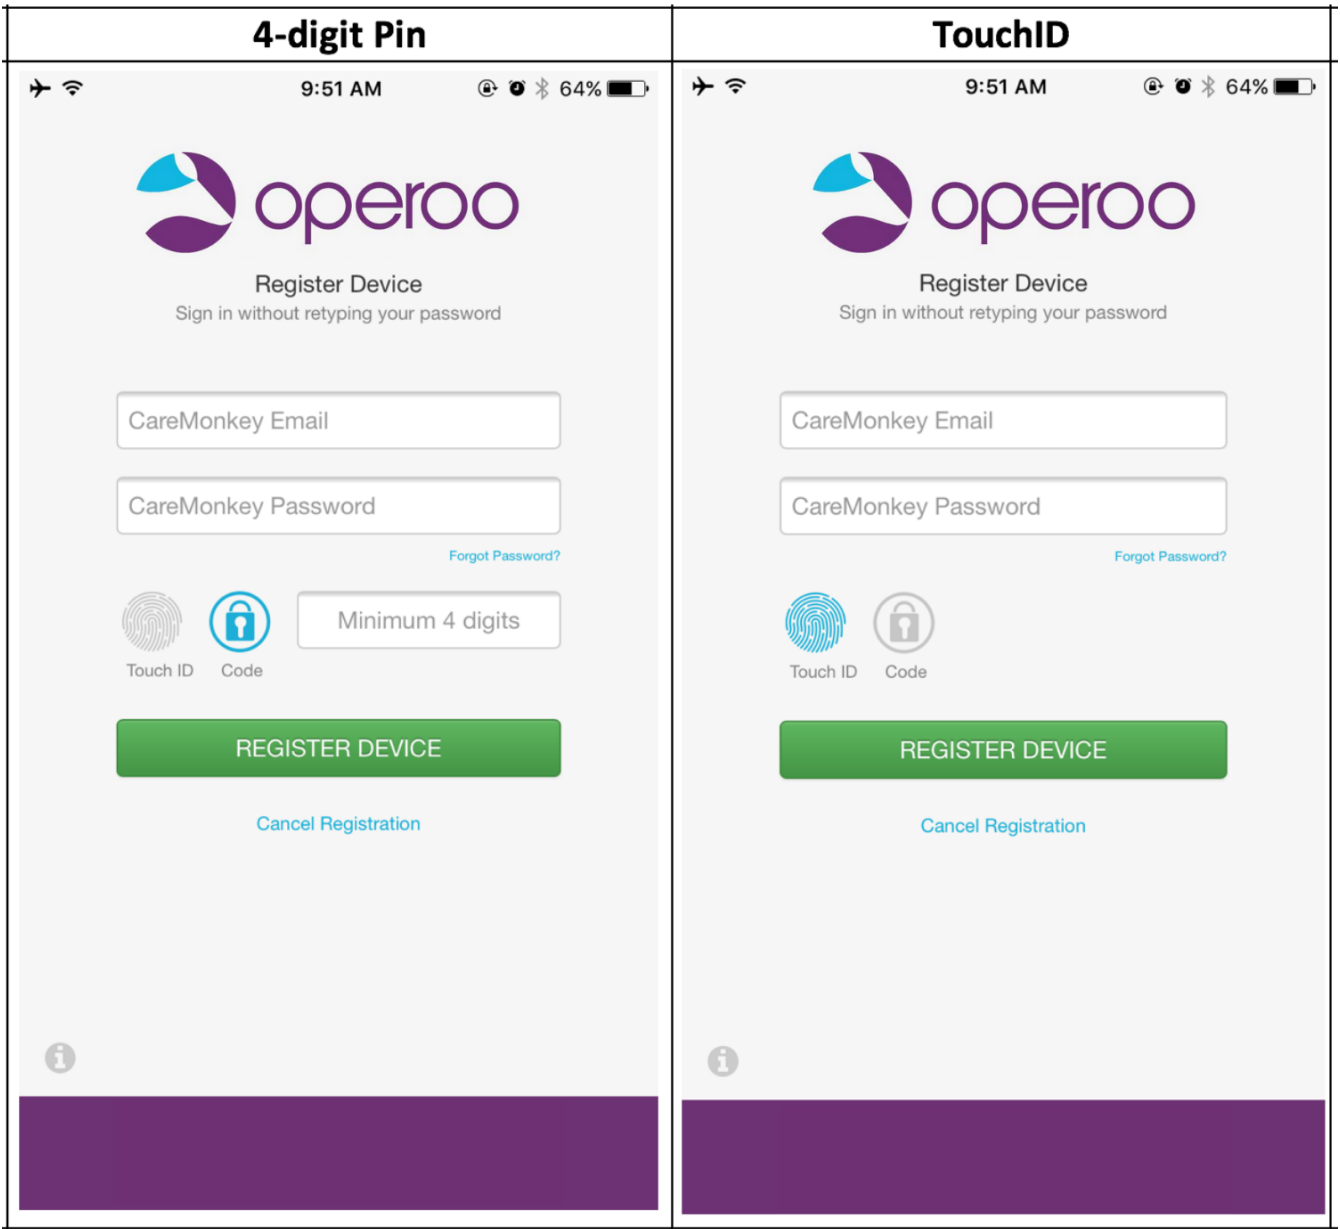 4-digit Pin
9:51 AM
64%
operoo
Register Device
Sign in without retyping your password
CareMonkey Email
CareMonkey Password
Forgot Password?
Minimum 4 digits
Touch ID Code
REGISTER DEVICE
Cancel Registration
TouchID
9:51 AM
64%
operoo
Register Device
Sign in without retyping your password
CareMonkey Email
CareMonkey Password
Forgot Password?
Touch ID Code
REGISTER DEVICE
Cancel Registration